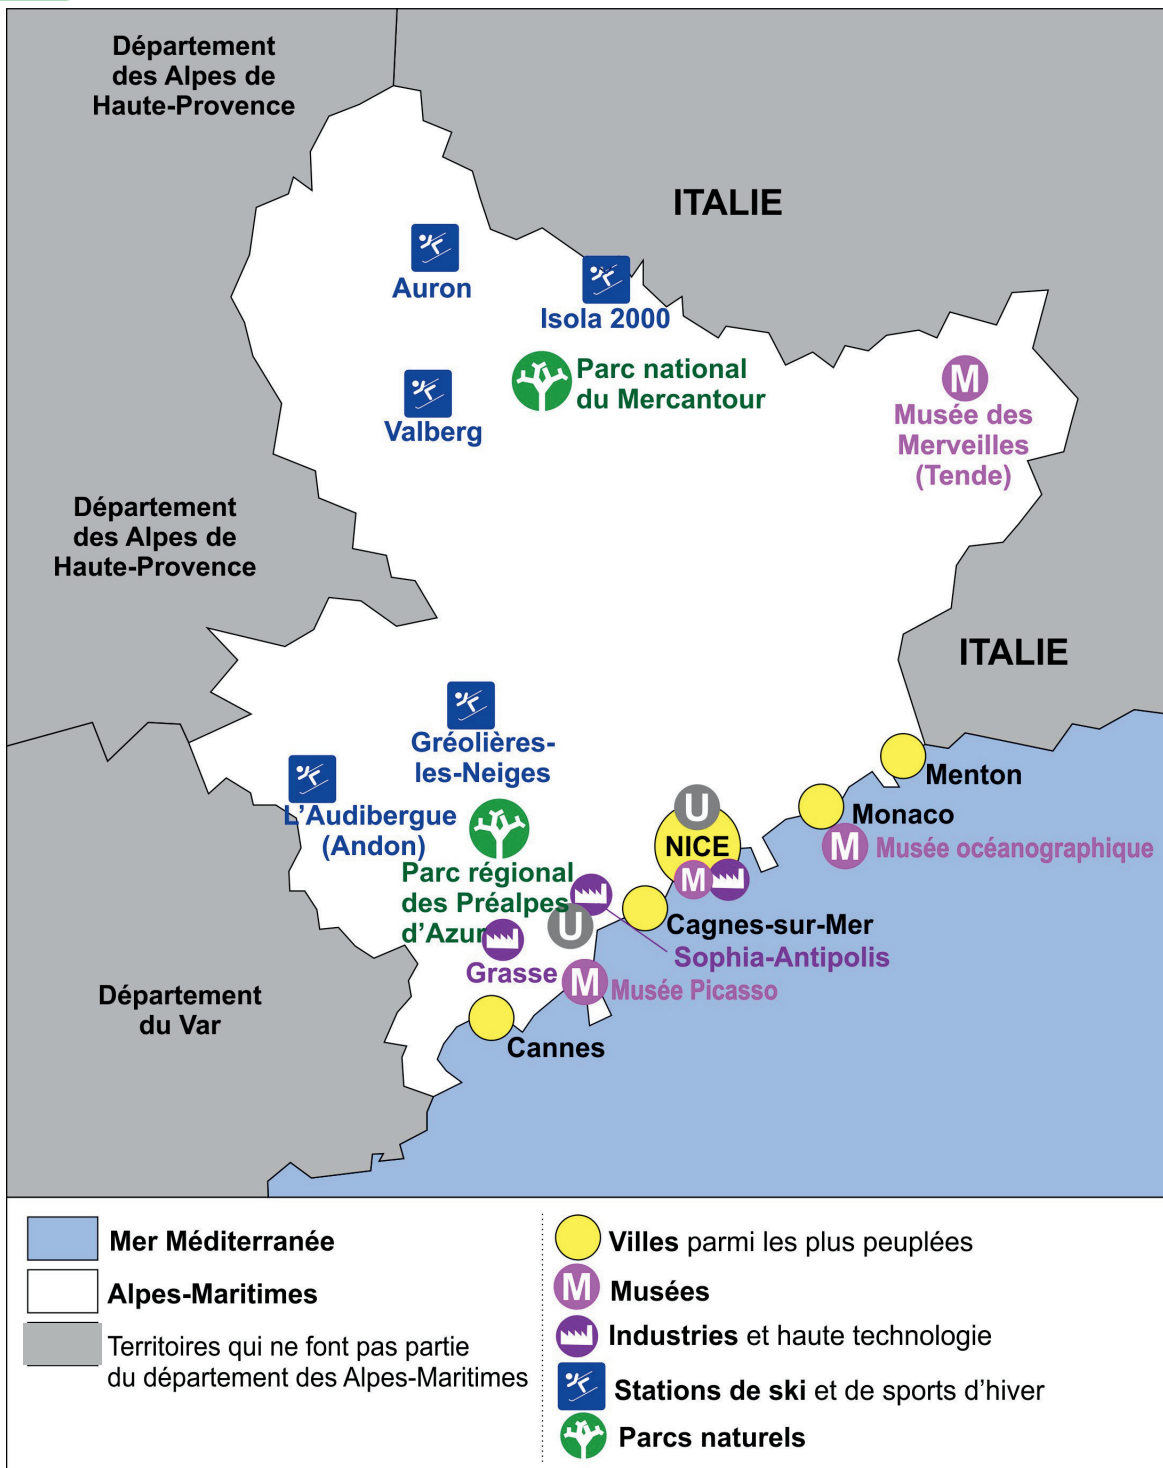 Département
des Alpes de
Haute-Provence
ITALIE
Auron
Isola 2000
Parc national
du Mercantour
Valberg
M
Musée des
Merveilles
(Tende)
Département
des Alpes de
Haute-Provence
ITALIE
Gréolières-
les-Neiges
L'Audibergue
(Andon)
Menton
U
Monaco
NICE
M
Musée océanographique
M
Parc régional
des Préalpes
d'Azur
U
Cagnes-sur-Mer
Sophia-Antipolis
Grasse
M
Musée Picasso
Département
du Var
Cannes
Mer Méditerranée
Alpes-Maritimes
Territoires qui ne font pas partie
du département des Alpes-Maritimes
Villes parmi les plus peuplées
M
Musées
Industries et haute technologie
Stations de ski et de sports d'hiver
Parcs naturels